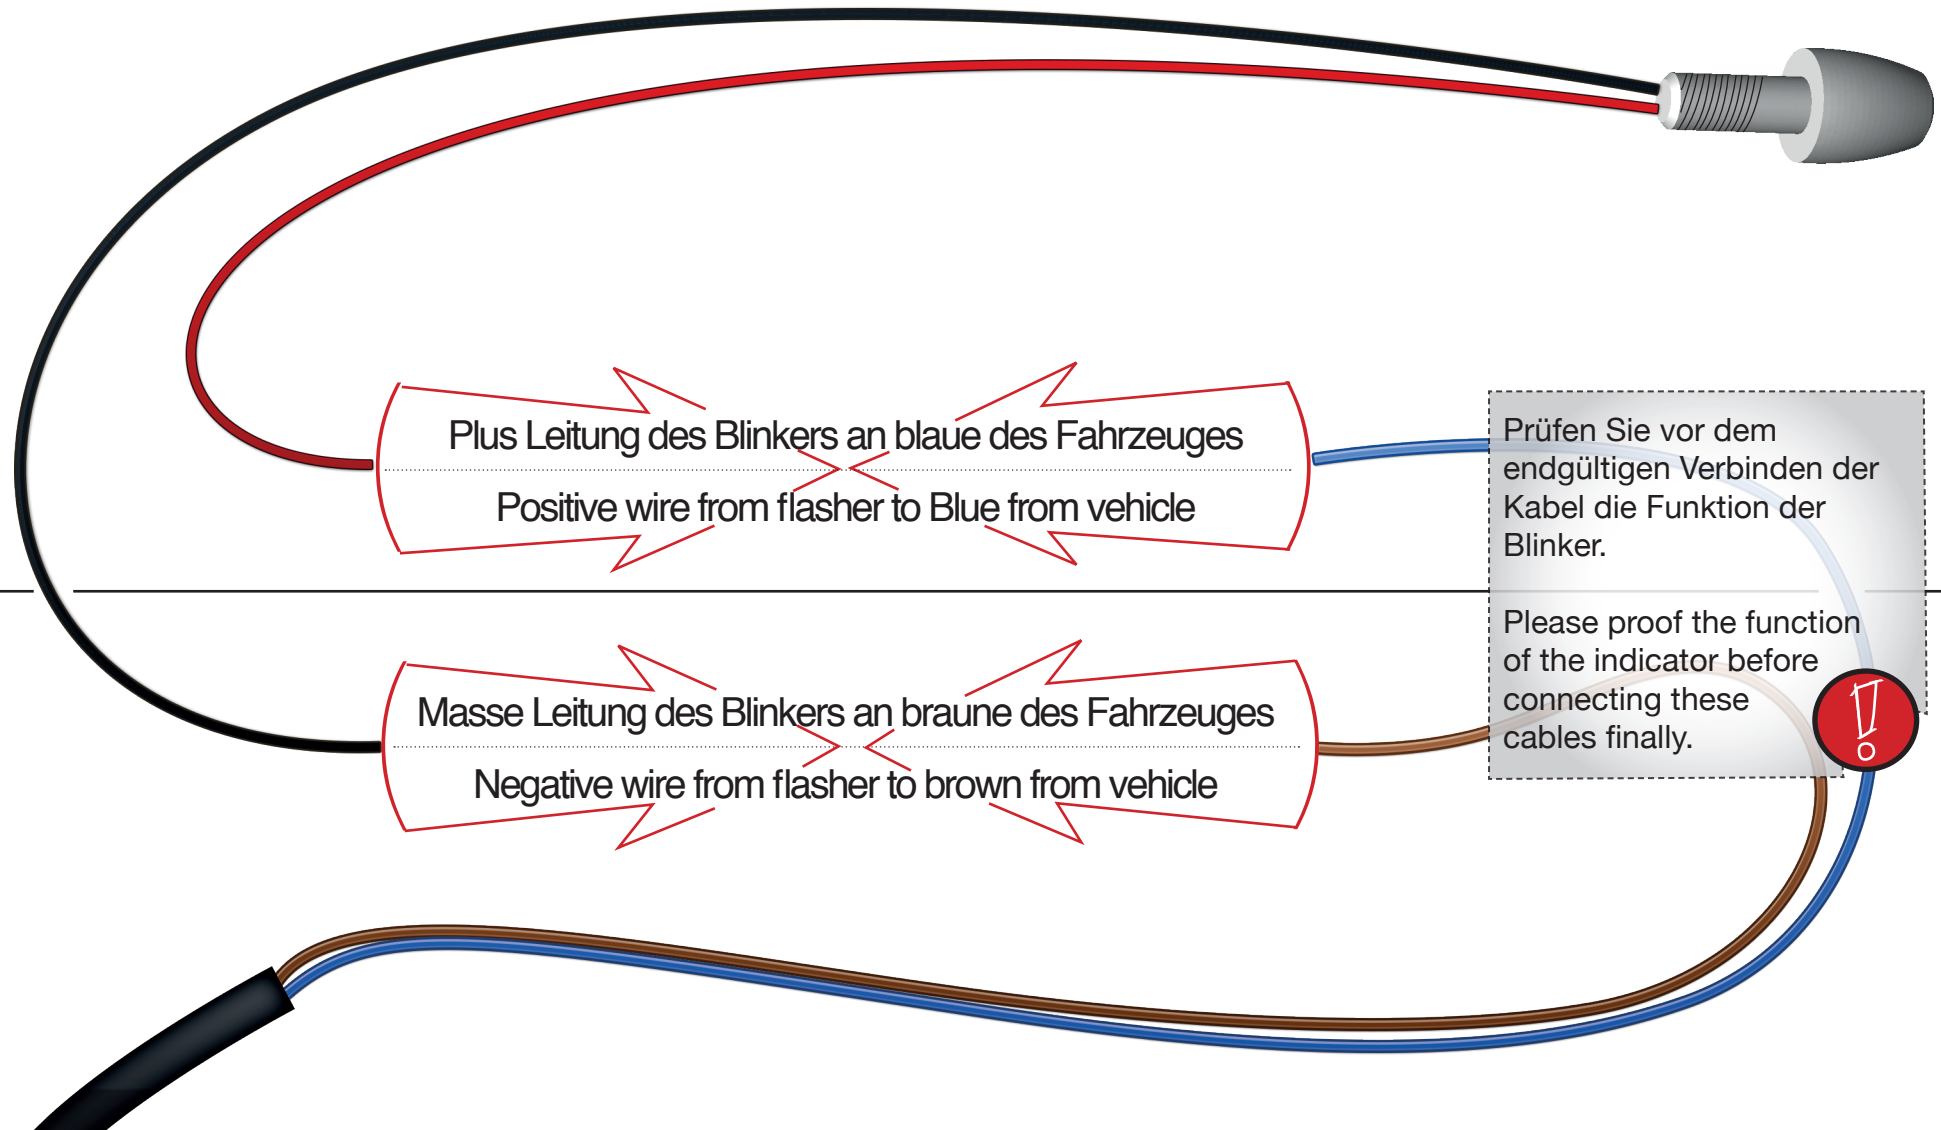 Plus Leitung des Blinkers an blaue des Fahrzeuges
Positive wire from flasher to Blue from vehicle
Prüfen Sie vor dem
endgültigen Verbinden der
Kabel die Funktion der
Blinker.
Please proof the function
of the indicator before
connecting these
cables finally.
Masse Leitung des Blinkers an braune des Fahrzeuges
Negative wire from flasher to brown from vehicle